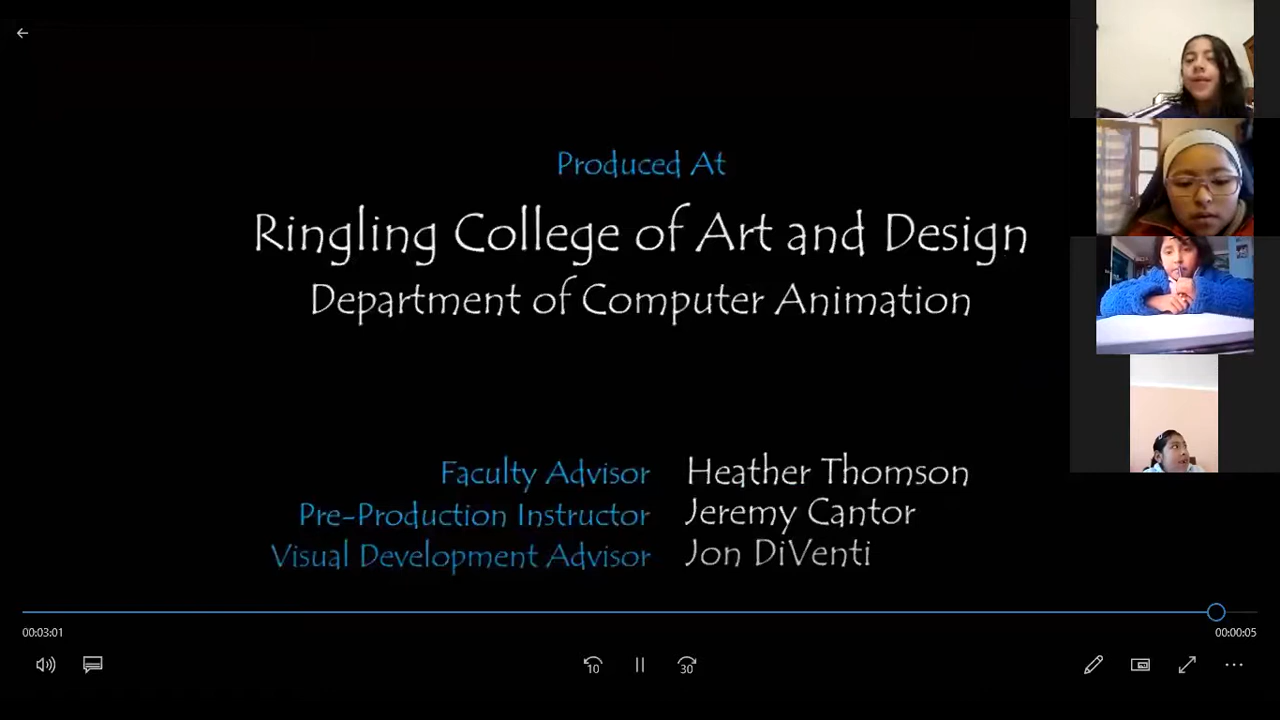 Produced At
Ringling College of Art and Design
Department of Computer Animation
Faculty Advisor Heather Thomson
Pre-Production Instructor Jeremy Cantor
Visual Development Advisor Jon DiVenti
00:03:01 00:00:05
10 30